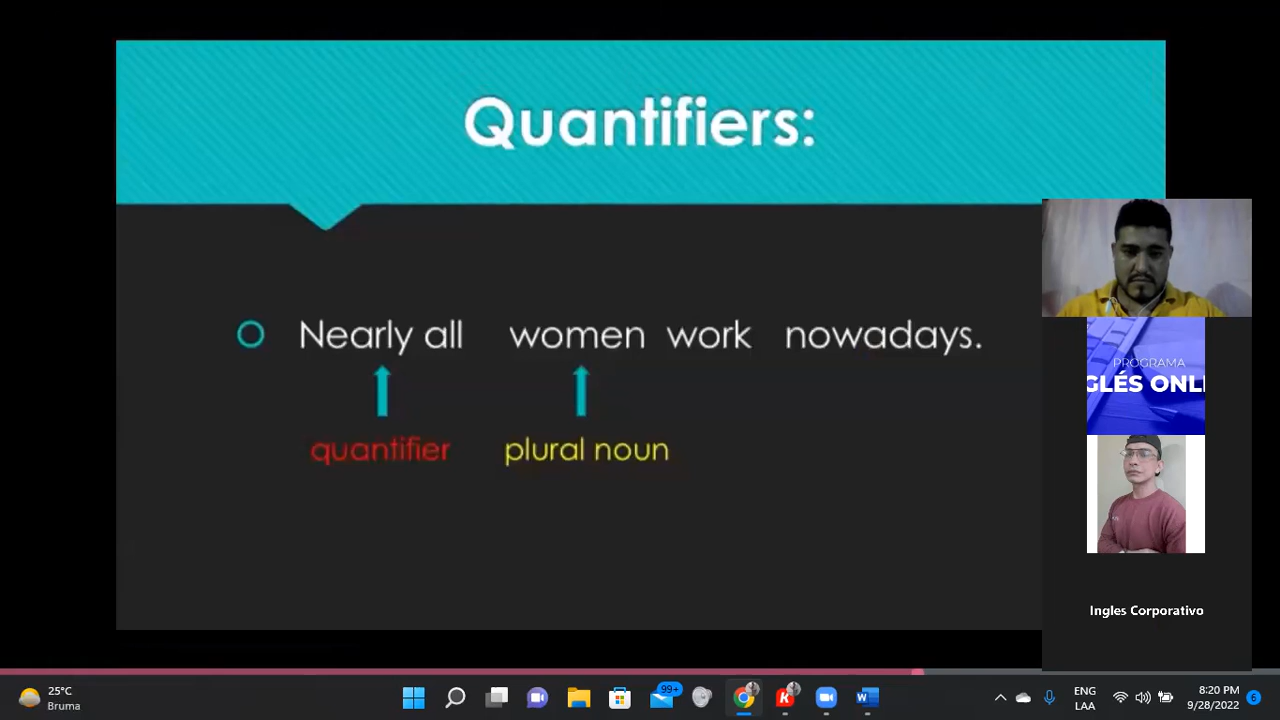 Quantifiers:
Nearly all women work nowadays.
quantifier plural noun
PROGRAMA
GLÉS ONLI
Ingles Corporativo
25°C
Bruma
99+
ENG
LAA
8:20 PM
9/28/2022
6